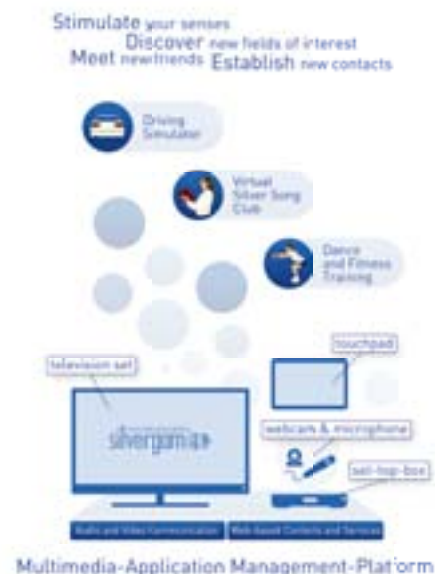 Stimulate your senses
Discover new fields of interest
Meet newfriends Establish new contacts
Driving
Simulator
Virtual
Silver Song
Club
Dance
and Fitness
Training
touchpad
television set
webcam & microphone
silvergame
set-top-box
Audio and Video Communication
Web-based Contents and Services
Multimedia-Application Management-Platform